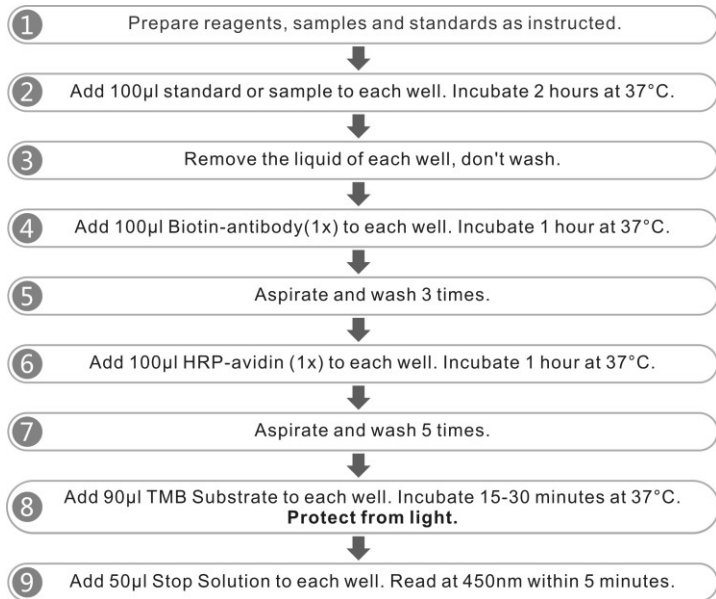 1 Prepare reagents, samples and standards as instructed.
2 Add 100μl standard or sample to each well. Incubate 2 hours at 37°C.
3 Remove the liquid of each well, don't wash.
4 Add 100μl Biotin-antibody(1x) to each well. Incubate 1 hour at 37°C.
5 Aspirate and wash 3 times.
6 Add 100μl HRP-avidin (1x) to each well. Incubate 1 hour at 37°C.
7 Aspirate and wash 5 times.
8 Add 90μl TMB Substrate to each well. Incubate 15-30 minutes at 37°C.
Protect from light.
9 Add 50μl Stop Solution to each well. Read at 450nm within 5 minutes.